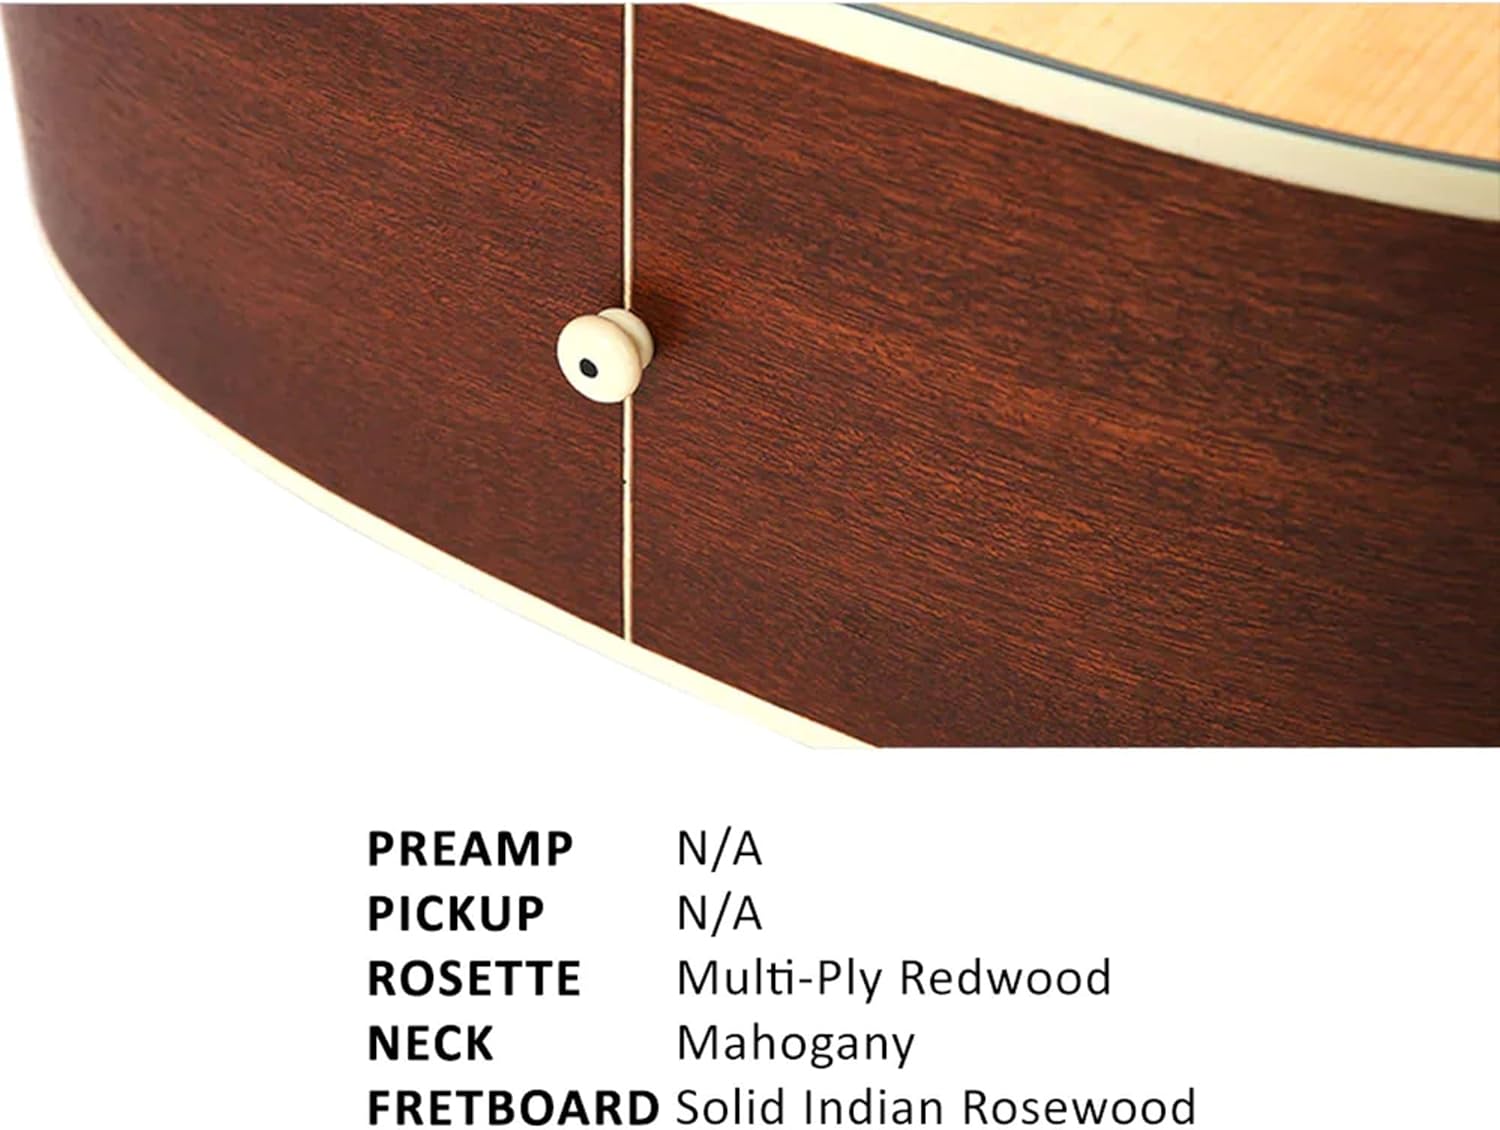 PREAMP N/A
PICKUP N/A
ROSETTE Multi-Ply Redwood
NECK Mahogany
FRETBOARD Solid Indian Rosewood